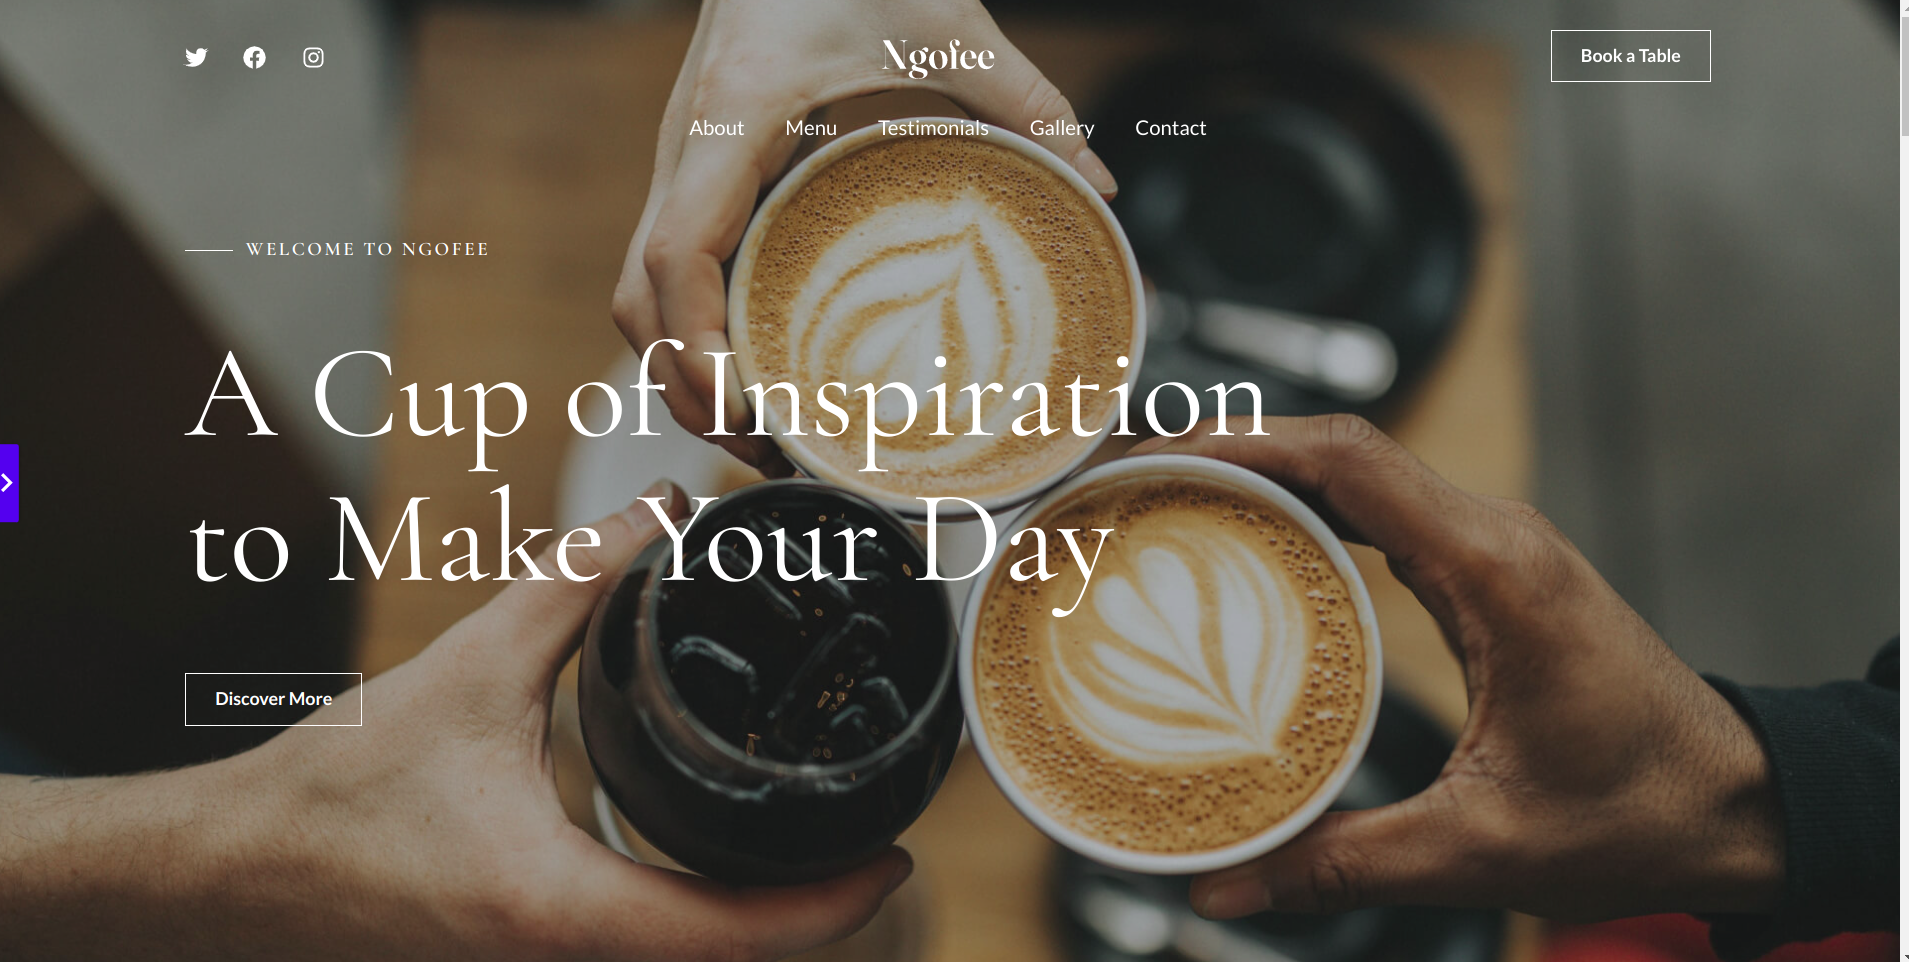 Ngofee
Book a Table
About Menu Testimonials Gallery Contact
WELCOME TO NGOFEE
A Cup of Inspiration
to Make Your Day
Discover More